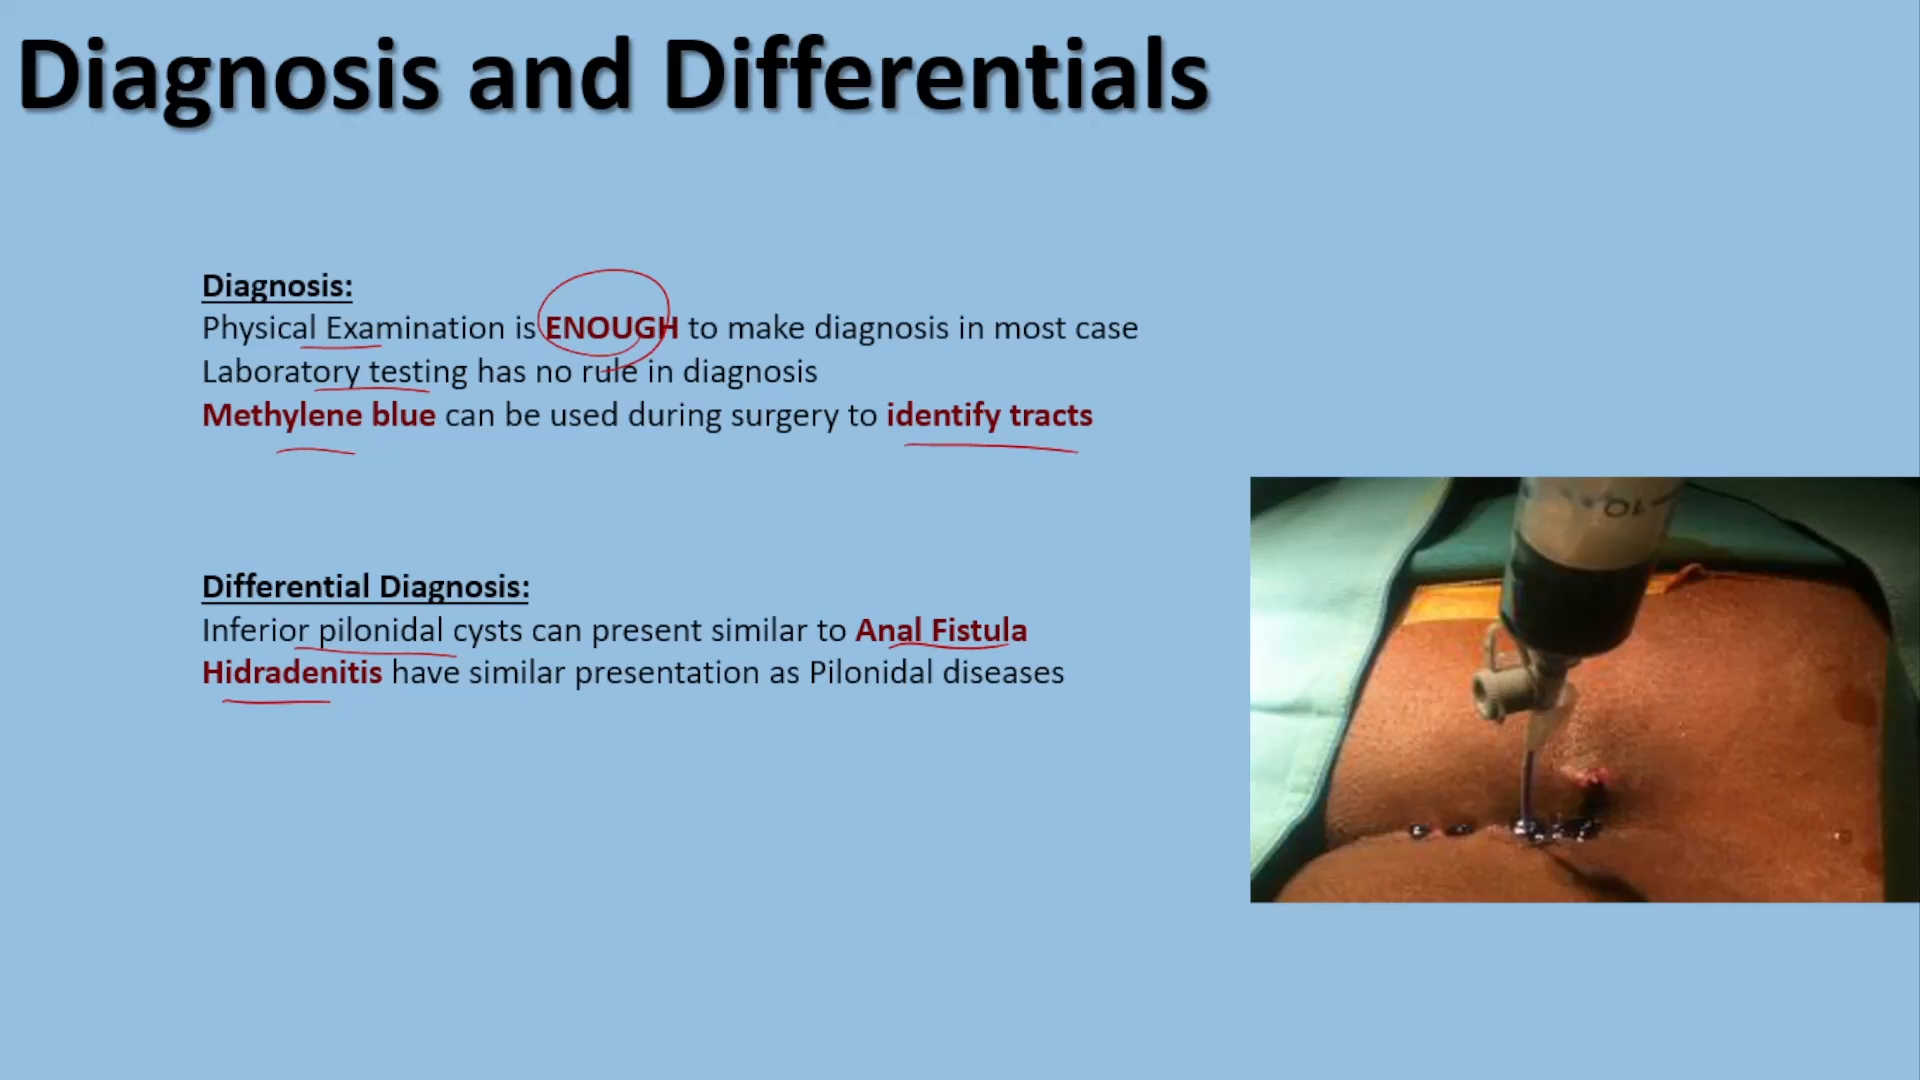 Diagnosis and Differentials
Diagnosis:
Physical Examination is ENOUGH to make diagnosis in most case
Laboratory testing has no rule in diagnosis
Methylene blue can be used during surgery to identify tracts
Differential Diagnosis:
Inferior pilonidal cysts can present similar to Anal Fistula
Hidradenitis have similar presentation as Pilonidal diseases
10